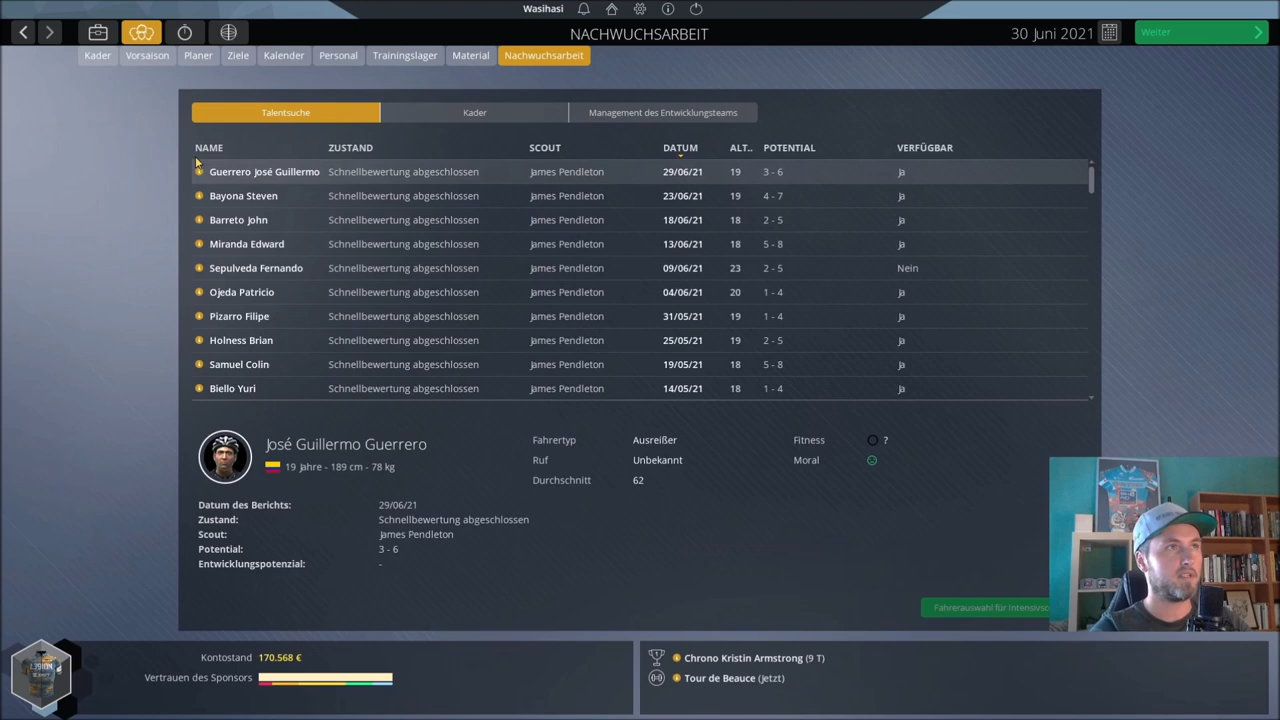 Wasihasi
NACHWUCHSARBEIT
30 Juni 2021
Weiter
Kader Vorsaison Planer Ziele Kalender Personal Trainingslager Material Nachwuchsarbeit
Talentsuche Kader Management des Entwicklungsteams
NAME ZUSTAND SCOUT DATUM ALT.. POTENTIAL VERFÜGBAR
Guerrero José Guillermo Schnellbewertung abgeschlossen James Pendleton 29/06/21 19 3 - 6 Ja
Bayona Steven Schnellbewertung abgeschlossen James Pendleton 23/06/21 19 4 - 7 Ja
Barreto John Schnellbewertung abgeschlossen James Pendleton 18/06/21 18 2 - 5 Ja
Miranda Edward Schnellbewertung abgeschlossen James Pendleton 13/06/21 18 5 - 8 Ja
Sepulveda Fernando Schnellbewertung abgeschlossen James Pendleton 09/06/21 23 2 - 5 Nein
Ojeda Patricio Schnellbewertung abgeschlossen James Pendleton 04/06/21 20 1 - 4 Ja
Pizarro Filipe Schnellbewertung abgeschlossen James Pendleton 31/05/21 19 1 - 4 Ja
Holness Brian Schnellbewertung abgeschlossen James Pendleton 25/05/21 19 2 - 5 Ja
Samuel Colin Schnellbewertung abgeschlossen James Pendleton 19/05/21 18 5 - 8 Ja
Biello Yuri Schnellbewertung abgeschlossen James Pendleton 14/05/21 18 1 - 4 Ja
José Guillermo Guerrero
19 Jahre - 189 cm - 78 kg
Fahrertyp Ausreißer
Ruf Unbekannt
Durchschnitt 62
Fitness ?
Moral
Datum des Berichts: 29/06/21
Zustand: Schnellbewertung abgeschlossen
Scout: James Pendleton
Potential: 3 - 6
Entwicklungspotenzial: -
Fahrerauswahl für
Kontostand 170.568 €
Vertrauen des Sponsors
Chrono Kristin Armstrong (9 T)
Tour de Beauce (Jetzt)